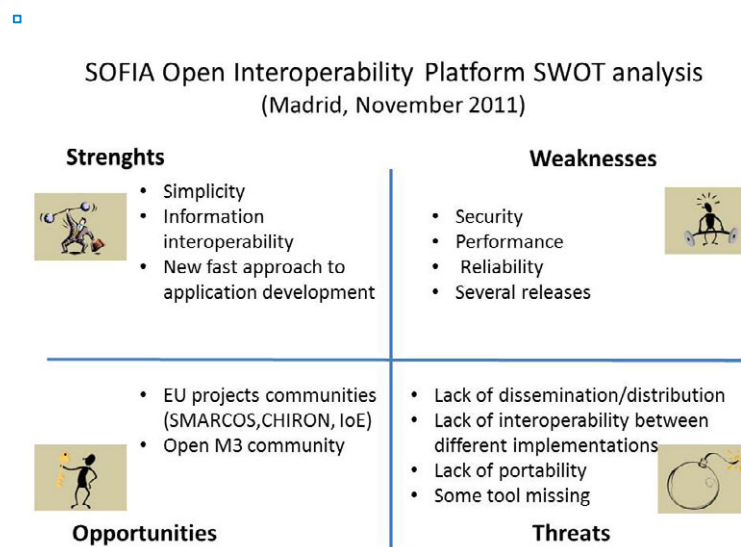 SOFIA Open Interoperability Platform SWOT analysis
(Madrid, November 2011)
Strenghts
• Simplicity
• Information
interoperability
• New fast approach to
application development
Weaknesses
• Security
• Performance
• Reliability
• Several releases
• EU projects communities
(SMARCOS,CHIRON, IoE)
• Open M3 community
Opportunities
• Lack of dissemination/distribution
• Lack of interoperability between
different implementations
• Lack of portability
• Some tool missing
Threats